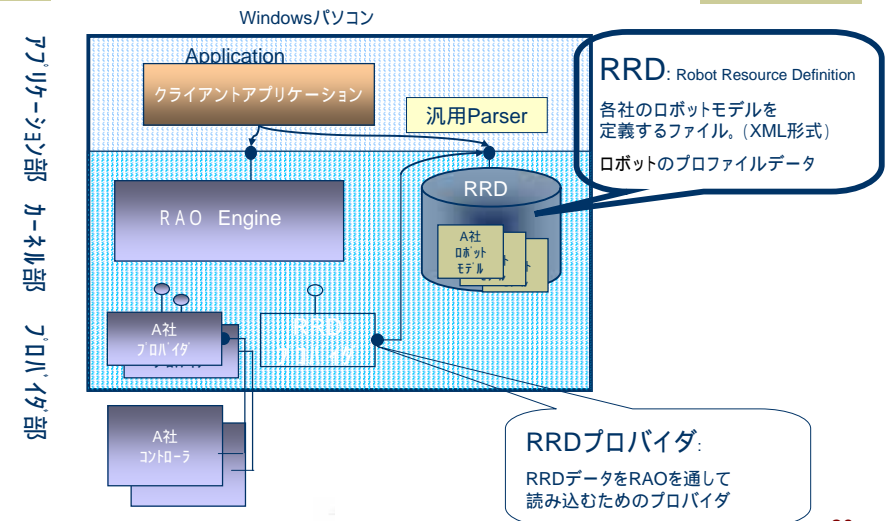 Windowsパソコン
アプリケーション部
カーネル部
プロバイダ部
Application
クライアントアプリケーション
汎用Parser
RAO Engine
RRD
A社
ロボット
モデル
A社
プロバイダ
RRD
プロバイダ
A社
コントローラ
RRD: Robot Resource Definition
各社のロボットモデルを
定義するファイル。(XML形式)
ロボットのプロファイルデータ
RRDプロバイダ:
RRDデータをRAOを通して
読み込むためのプロバイダ